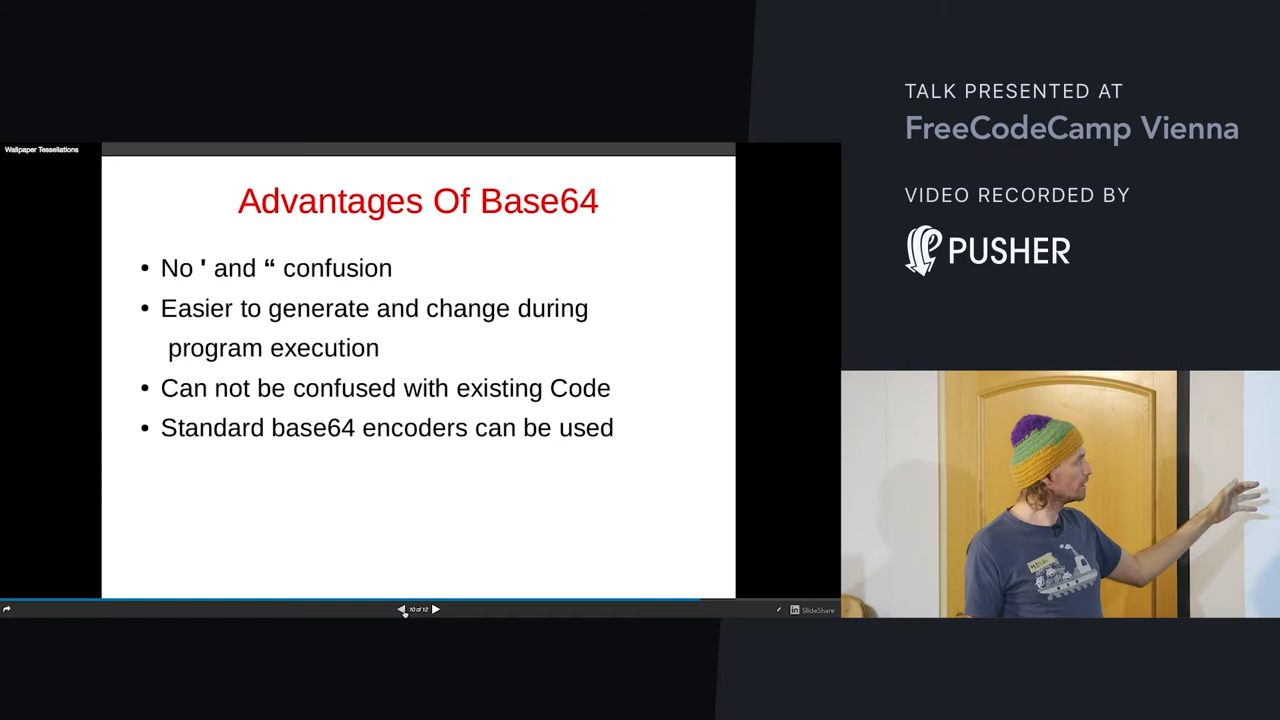 Wallpaper Tessellations
Advantages Of Base64
• No ' and “ confusion
• Easier to generate and change during
program execution
• Can not be confused with existing Code
• Standard base64 encoders can be used
10 of 12
SlideShare
TALK PRESENTED AT
FreeCodeCamp Vienna
VIDEO RECORDED BY
PUSHER